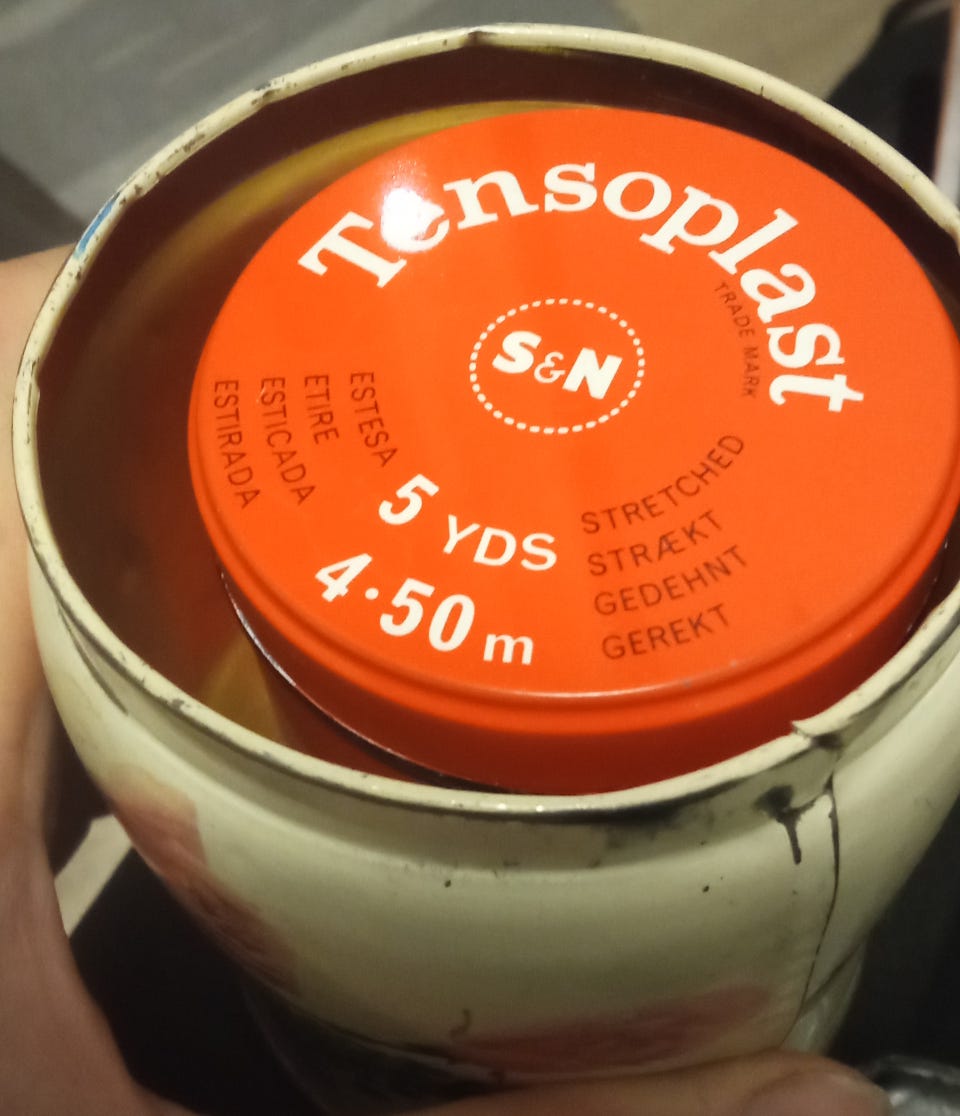 Tensoplast
TRADE MARK
S&N
ESTESA
ETIRE
ESTICADA
ESTIRADA
5 YDS
4·50 m
STRETCHED
STRÆKT
GEDEHNT
GEREKT